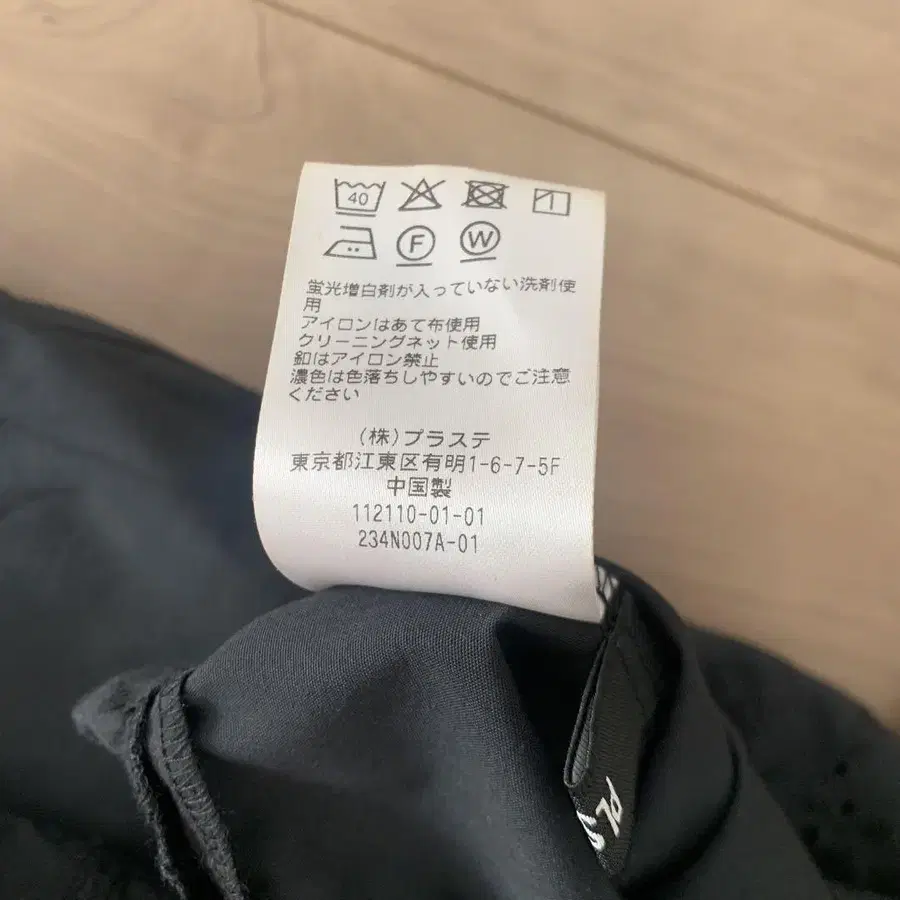 40
F W
蛍光増白剤が入っていない洗剤使
用
アイロンはあて布使用
クリーニングネット使用
釦はアイロン禁止
濃色は色落ちしやすいのでご注意
ください
(株)プラステ
東京都江東区有明1-6-7-5F
中国製
112110-01-01
234N007A-01